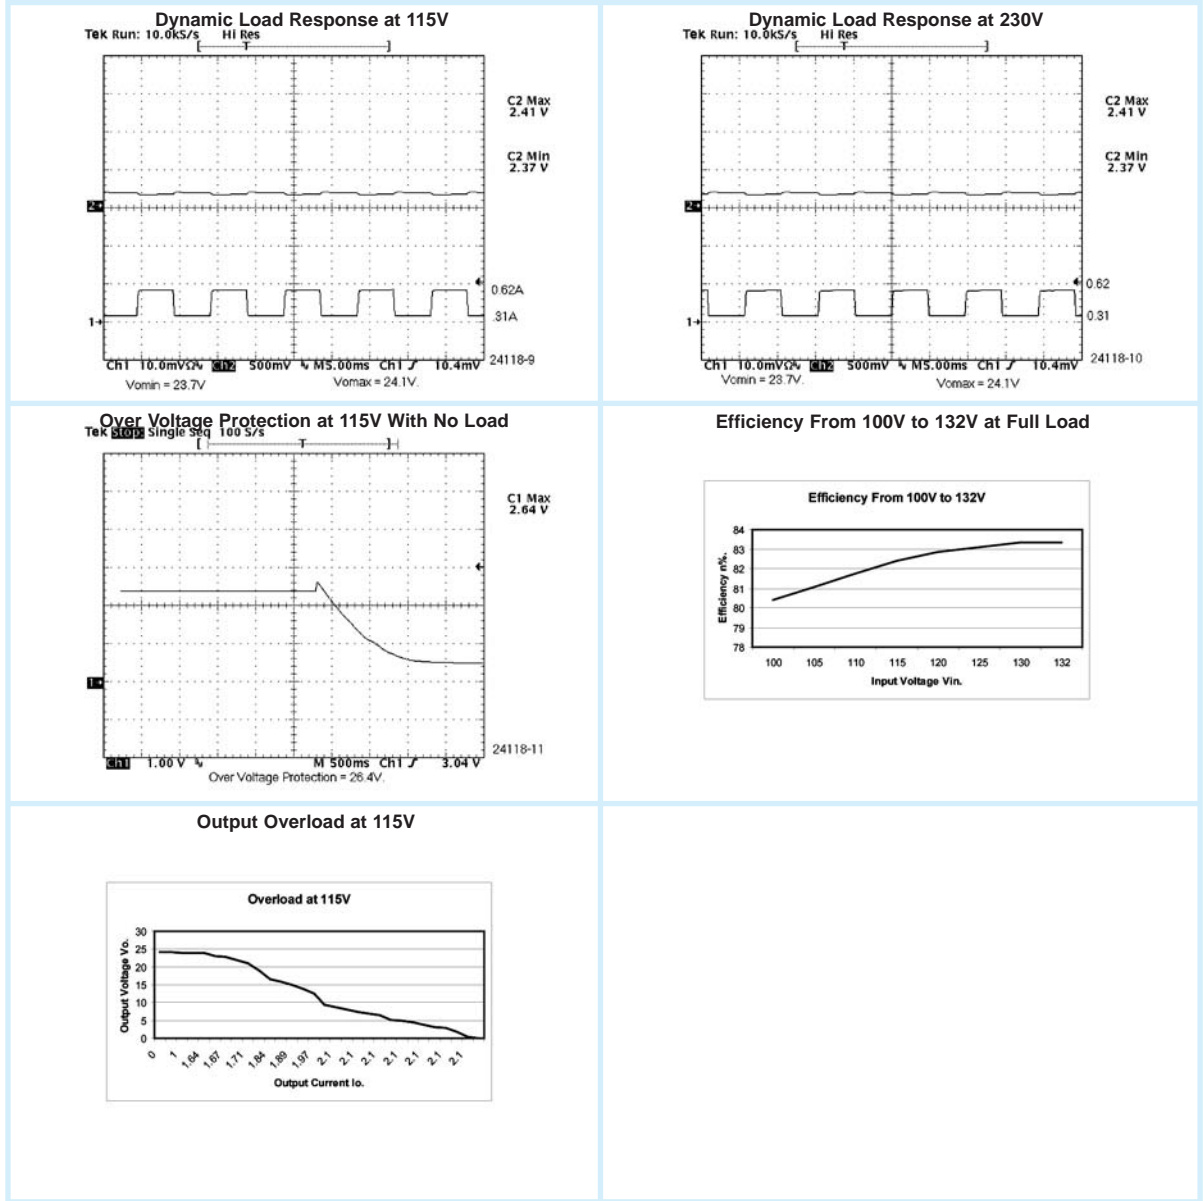 Dynamic Load Response at 115V
Tek Run: 10.0kS/s Hi Res
[ T ]
C2 Max
2.41 V
C2 Min
2.37 V
2→
0.62A
.31A
1→
24118-9
Ch1 10.0mVΩ Ch2 500mV M5.00ms Ch1 10.4mV
Vomin = 23.7V
Vomax = 24.1V.
Dynamic Load Response at 230V
Tek Run: 10.0kS/s Hi Res
[ T ]
C2 Max
2.41 V
C2 Min
2.37 V
2→
0.62
0.31
1→
24118-10
Ch1 10.0mVΩ Ch2 500mV M5.00ms Ch1 10.4mV
Vomin = 23.7V.
Vomax = 24.1V
Over Voltage Protection at 115V With No Load
Tek Stop: Single Seq 100 S/s
[ T ]
C1 Max
2.64 V
1→
24118-11
Ch1 1.00 V M 500ms Ch1 3.04 V
Over Voltage Protection = 26.4V.
Efficiency From 100V to 132V at Full Load
Efficiency From 100V to 132V
Efficiency n%.
84
83
82
81
80
79
78
100 105 110 115 120 125 130 132
Input Voltage Vin.
Output Overload at 115V
Overload at 115V
Output Voltage Vo.
30
25
20
15
10
5
0
0 1 1.64 1.67 1.71 1.84 1.89 1.97 2.1 2.1 2.1 2.1 2.1 2.1 2.1
Output Current Io.